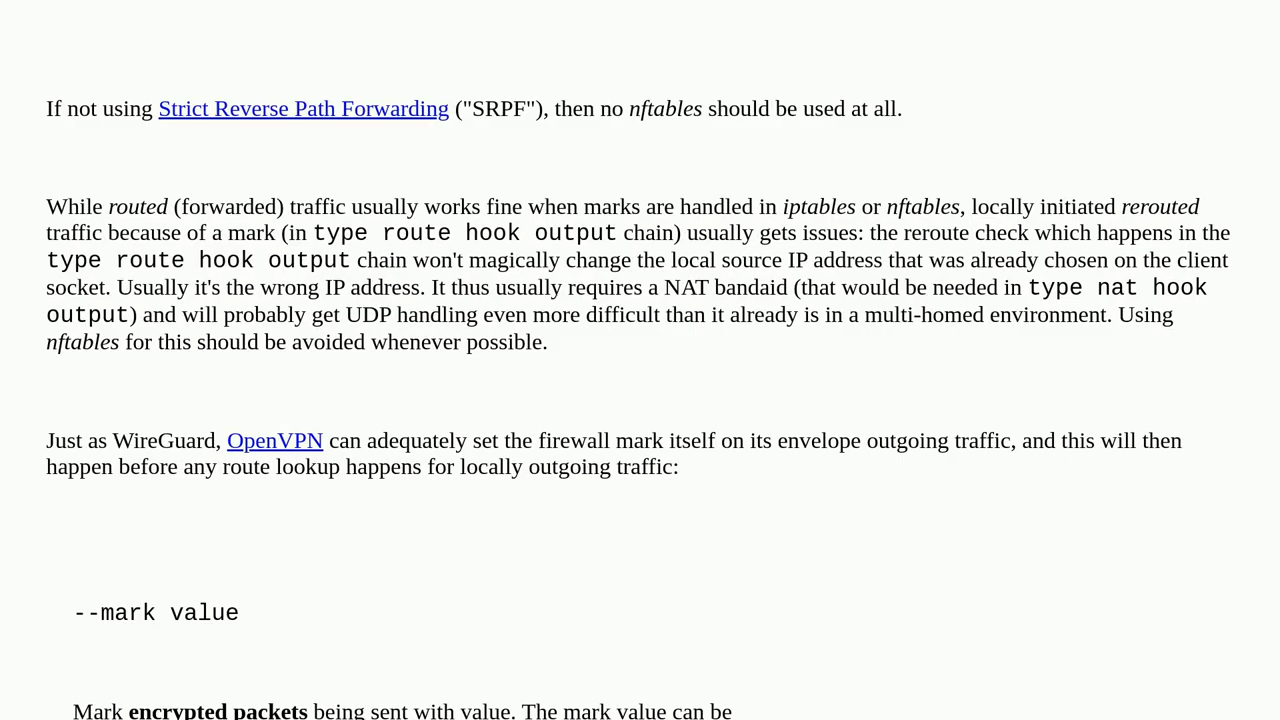 If not using Strict Reverse Path Forwarding ("SRPF"), then no nftables should be used at all.
While routed (forwarded) traffic usually works fine when marks are handled in iptables or nftables, locally initiated rerouted
traffic because of a mark (in type route hook output chain) usually gets issues: the reroute check which happens in the
type route hook output chain won't magically change the local source IP address that was already chosen on the client
socket. Usually it's the wrong IP address. It thus usually requires a NAT bandaid (that would be needed in type nat hook
output) and will probably get UDP handling even more difficult than it already is in a multi-homed environment. Using
nftables for this should be avoided whenever possible.
Just as WireGuard, OpenVPN can adequately set the firewall mark itself on its envelope outgoing traffic, and this will then
happen before any route lookup happens for locally outgoing traffic:
--mark value
Mark encrypted packets being sent with value. The mark value can be